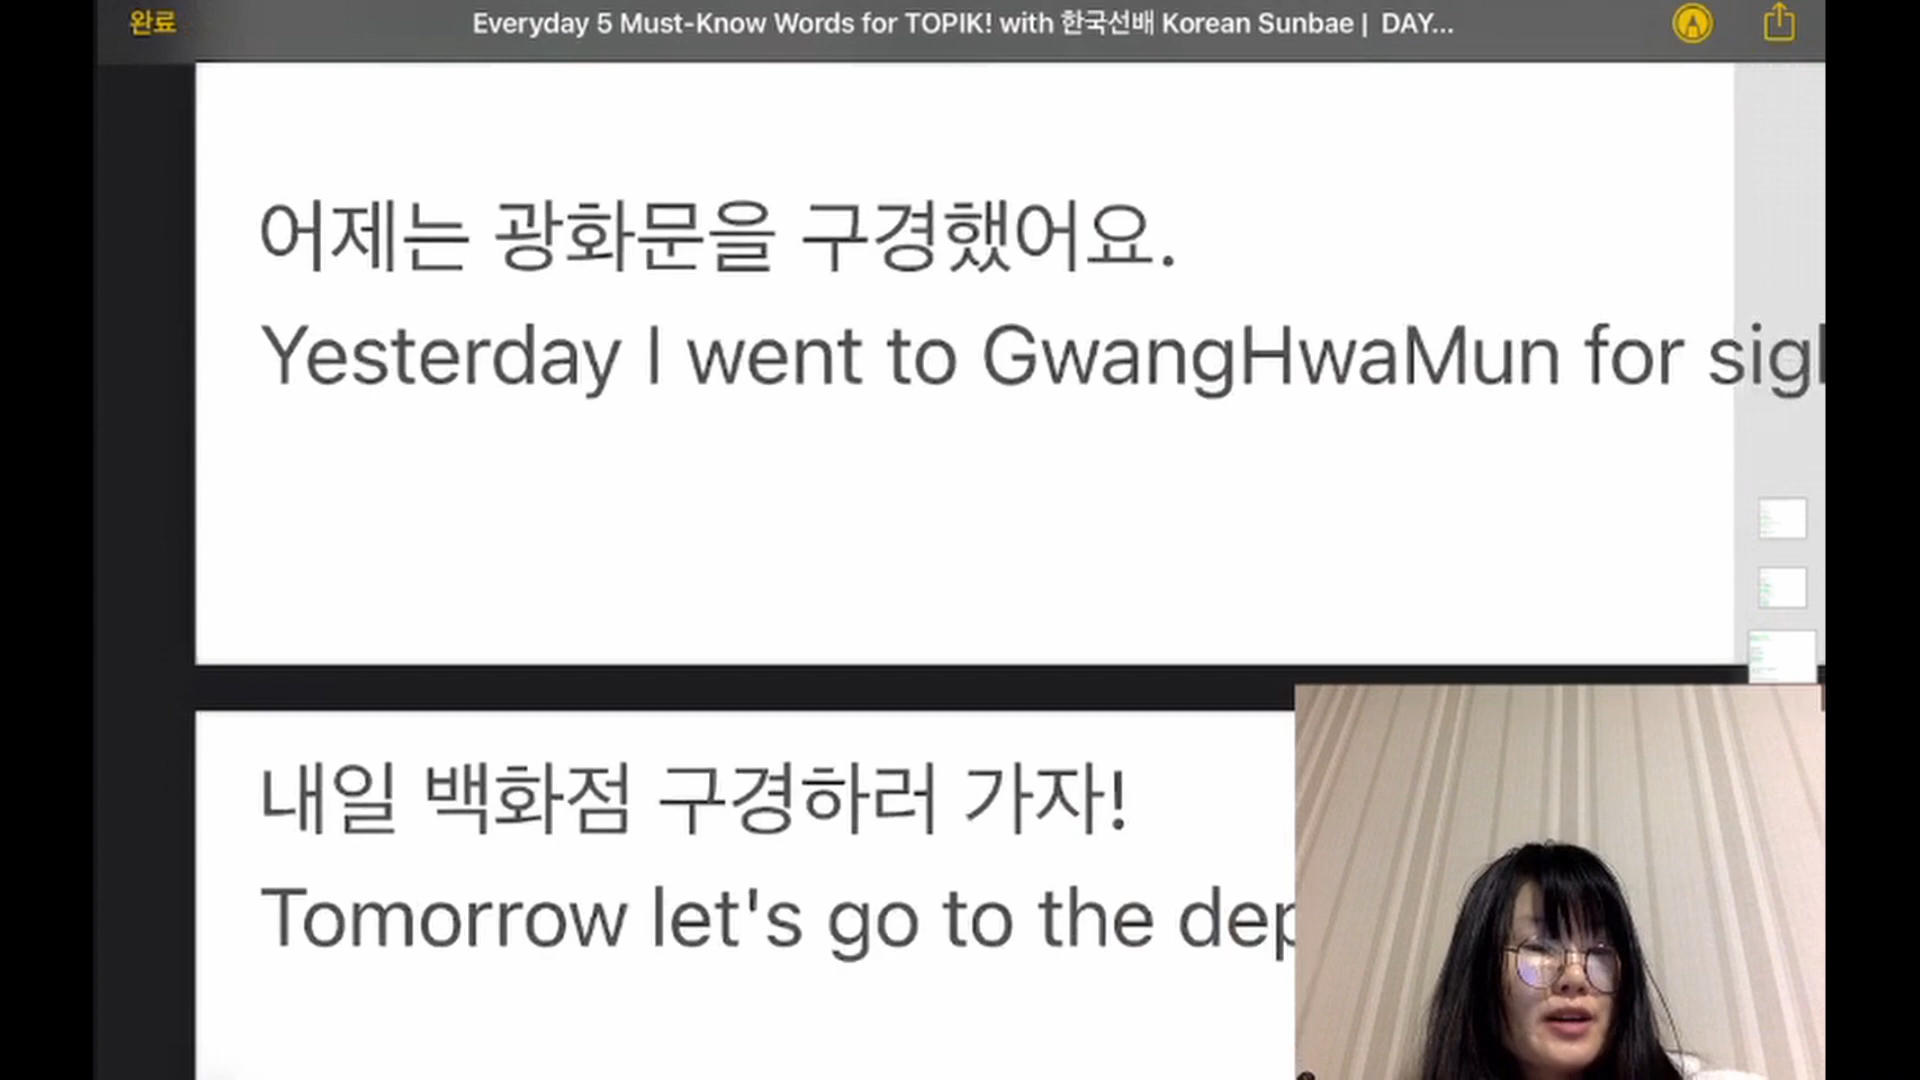 완료
Everyday 5 Must-Know Words for TOPIK! with 한국선배 Korean Sunbae | DAY...
어제는 광화문을 구경했어요.
Yesterday I went to GwangHwaMun for
내일 백화점 구경하러 가자!
Tomorrow let's go to the